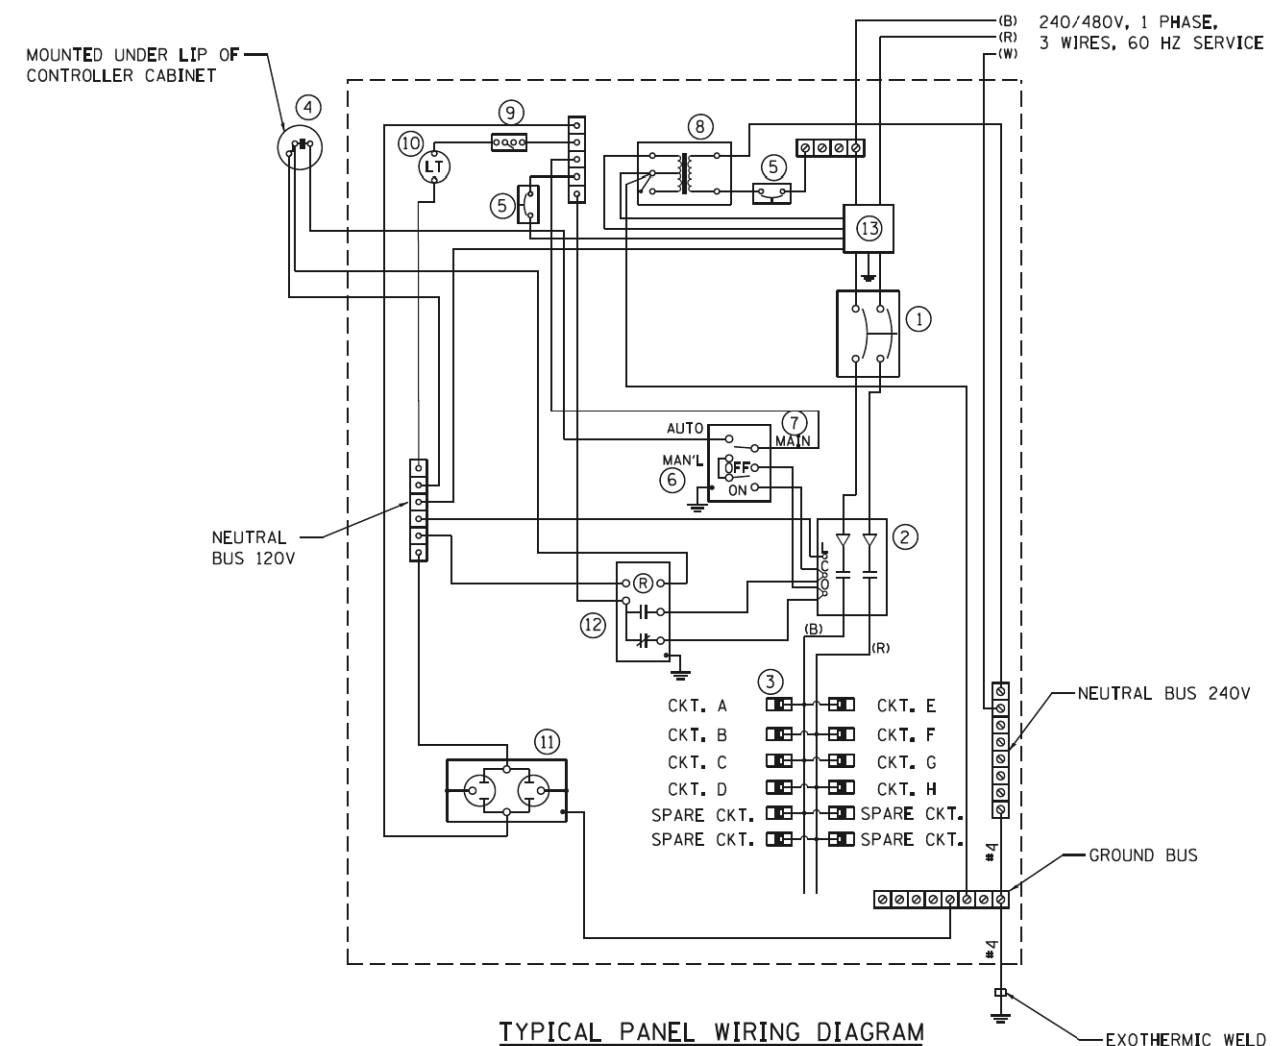 (B) 240/480V, 1 PHASE,
(R) 3 WIRES, 60 HZ SERVICE
(W)
MOUNTED UNDER LIP OF
CONTROLLER CABINET
4
9
10
LT
8
5
5
13
1
AUTO
7
MAIN
MAN'L
OFF
6
ON
NEUTRAL
BUS 120V
2
L
R
12
(B)
(R)
3
CKT. A
CKT. E
CKT. B
CKT. F
CKT. C
CKT. G
CKT. D
CKT. H
SPARE CKT.
SPARE CKT.
SPARE CKT.
SPARE CKT.
NEUTRAL BUS 240V
11
#4
GROUND BUS
#4
TYPICAL PANEL WIRING DIAGRAM
EXOTHERMIC WELD